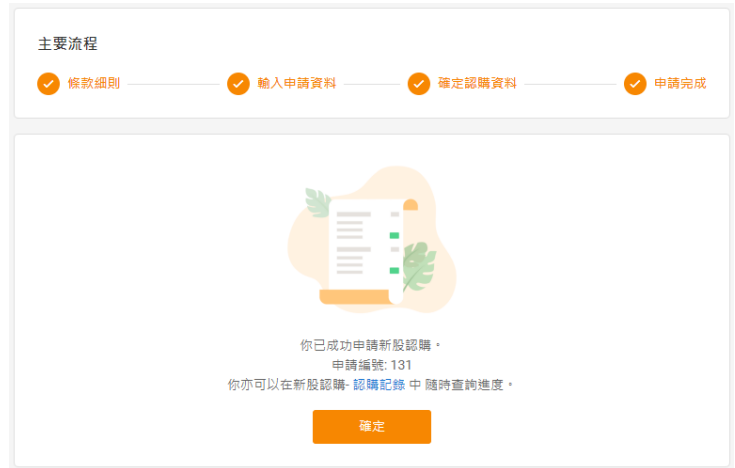 主要流程
條款細則 輸入申請資料 確定認購資料 申請完成
你已成功申請新股認購。
申請編號: 131
你亦可以在新股認購- 認購記錄 中 隨時查詢進度。
確定